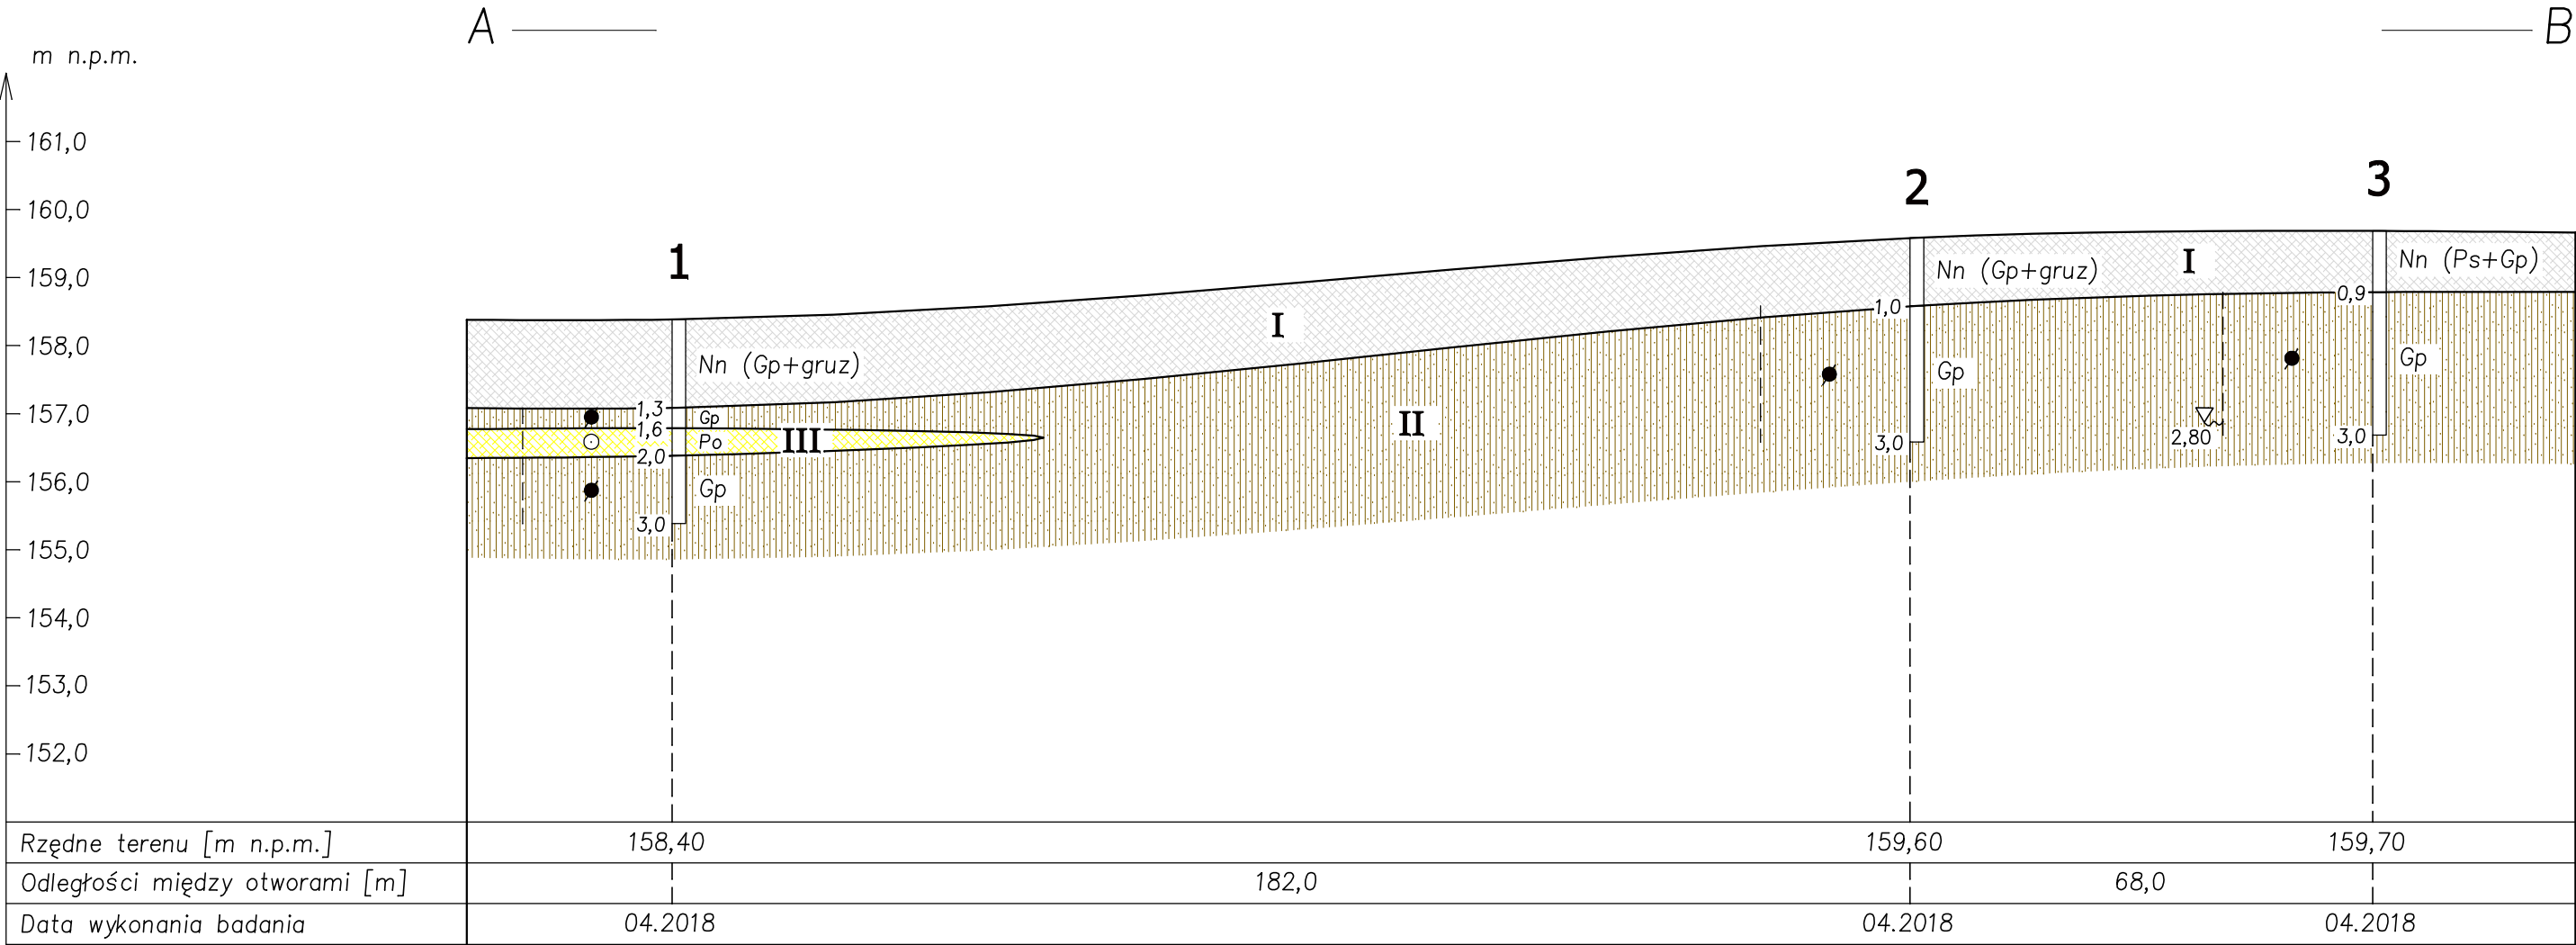 A B
m n.p.m.
161,0
160,0
159,0
158,0
157,0
156,0
155,0
154,0
153,0
152,0
1
2
3
Nn (Gp+gruz)
1,3
Gp
1,6
Po
2,0
Gp
3,0
III
I
II
Nn (Gp+gruz)
1,0
Gp
3,0
I
2,80
Nn (Ps+Gp)
0,9
Gp
3,0
Rzędne terenu [m n.p.m.] 158,40 159,60 159,70
Odległości między otworami [m] 182,0 68,0
Data wykonania badania 04.2018 04.2018 04.2018